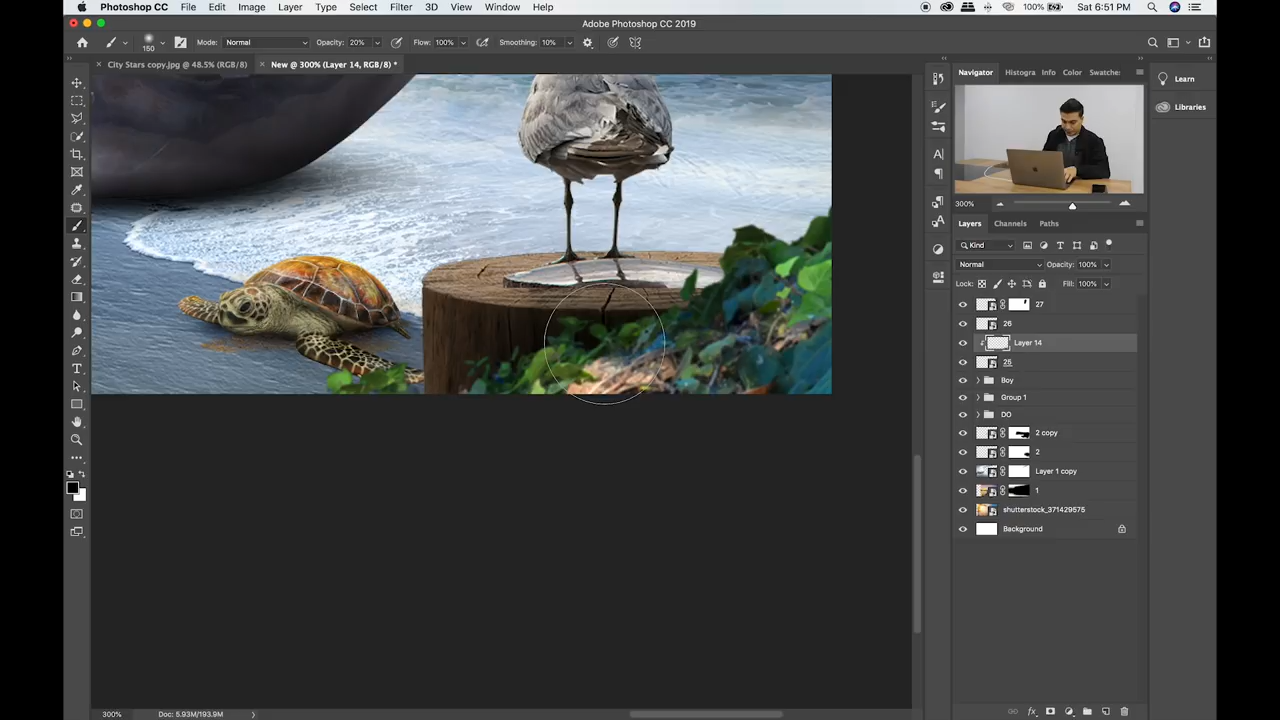 Photoshop CC File Edit Image Layer Type Select Filter 3D View Window Help 100% Sat 6:51 PM
Adobe Photoshop CC 2019
150 Mode: Normal Opacity: 20% Flow: 100% Smoothing: 10%
City Stars copy.jpg @ 48.5% (RGB/8) New @ 300% (Layer 14, RGB/8) *
Navigator Histogra Info Color Swatche
Learn
Libraries
300%
Layers Channels Paths
Kind
Normal Opacity: 100%
Lock: Fill: 100%
27
26
Layer 14
25
Boy
Group 1
DO
2 copy
2
Layer 1 copy
1
shutterstock_371429575
Background
300% Doc: 5.93M/193.9M